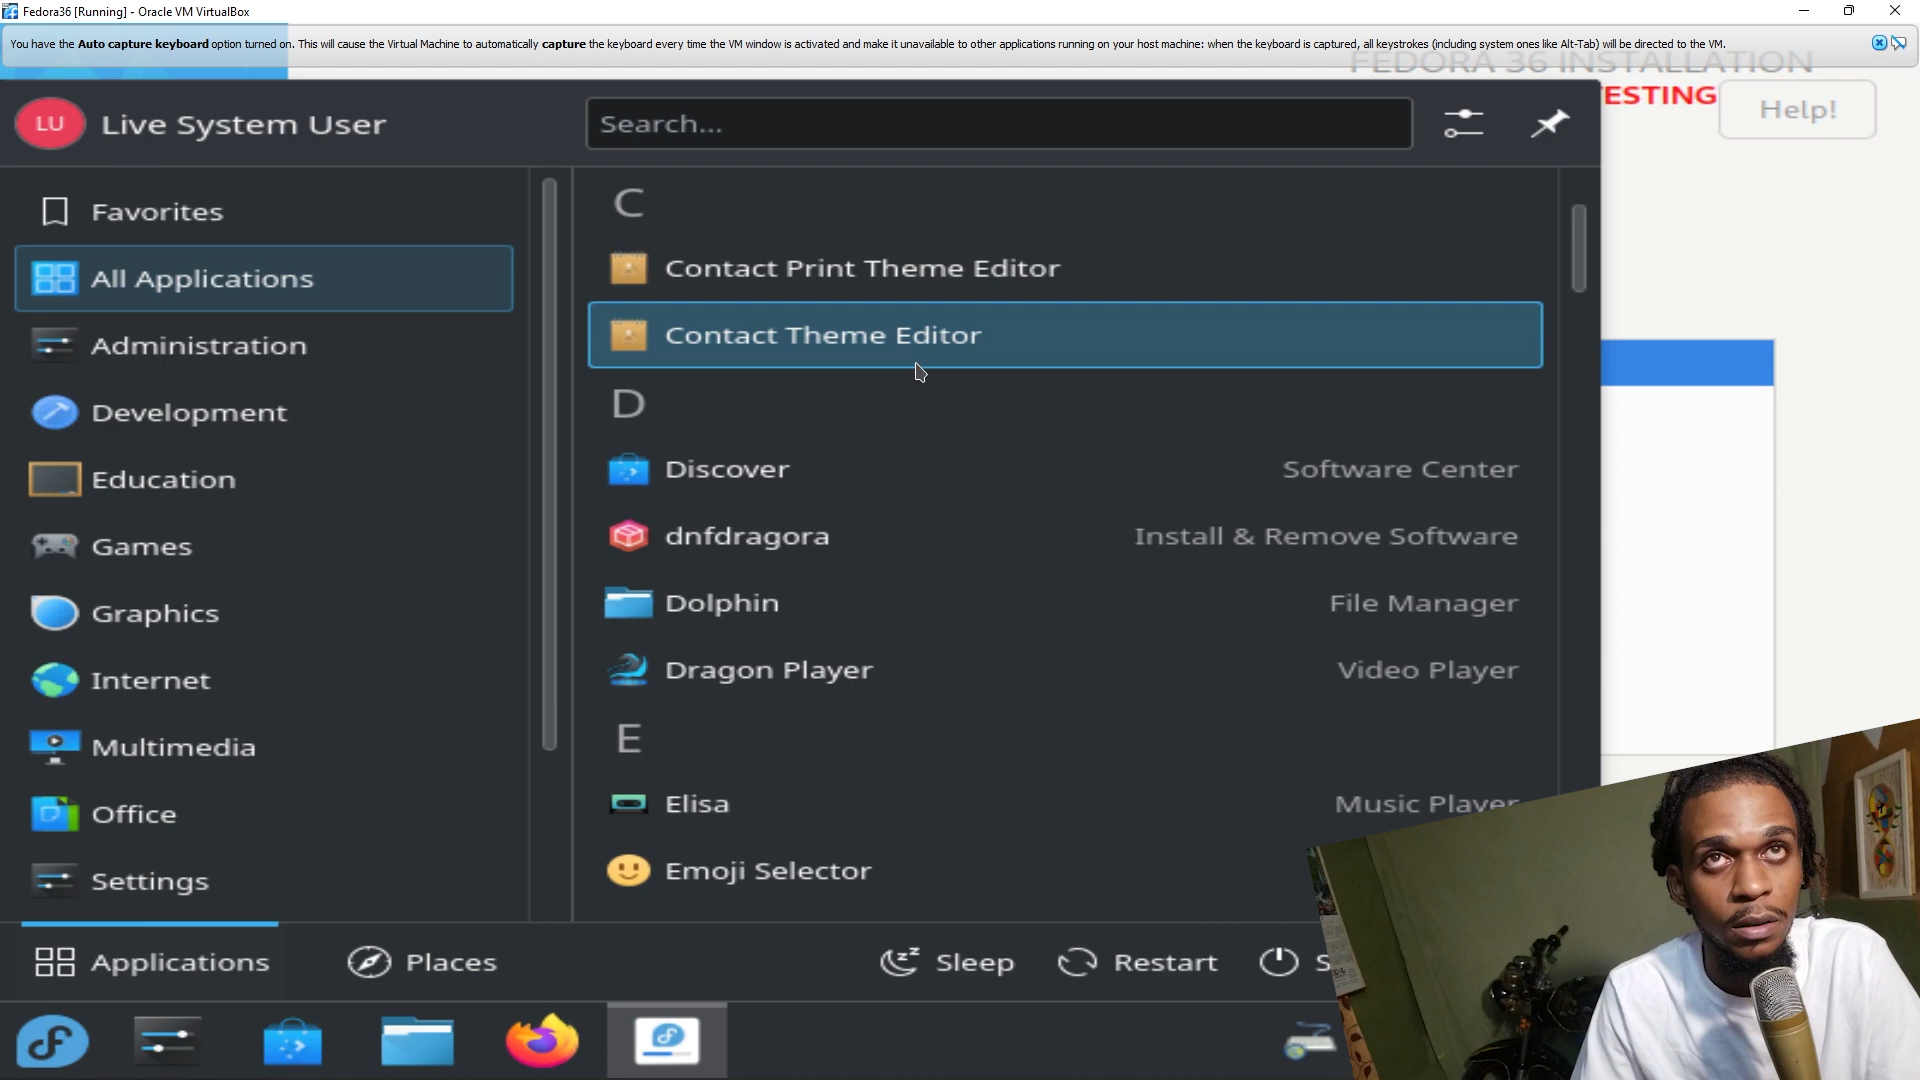 Fedora36 [Running] - Oracle VM VirtualBox
You have the Auto capture keyboard option turned on. This will cause the Virtual Machine to automatically capture the keyboard every time the VM window is activated and make it unavailable to other applications running on your host machine: when the keyboard is captured, all keystrokes (including system ones like Alt-Tab) will be directed to the VM.
FEDORA 36 INSTALLATION
ESTING
Help!
LU
Live System User
Search...
Favorites
All Applications
Administration
Development
Education
Games
Graphics
Internet
Multimedia
Office
Settings
C
Contact Print Theme Editor
Contact Theme Editor
D
Discover Software Center
dnfdragora Install & Remove Software
Dolphin File Manager
Dragon Player Video Player
E
Elisa Music Player
Emoji Selector
Applications
Places
Sleep
Restart
S